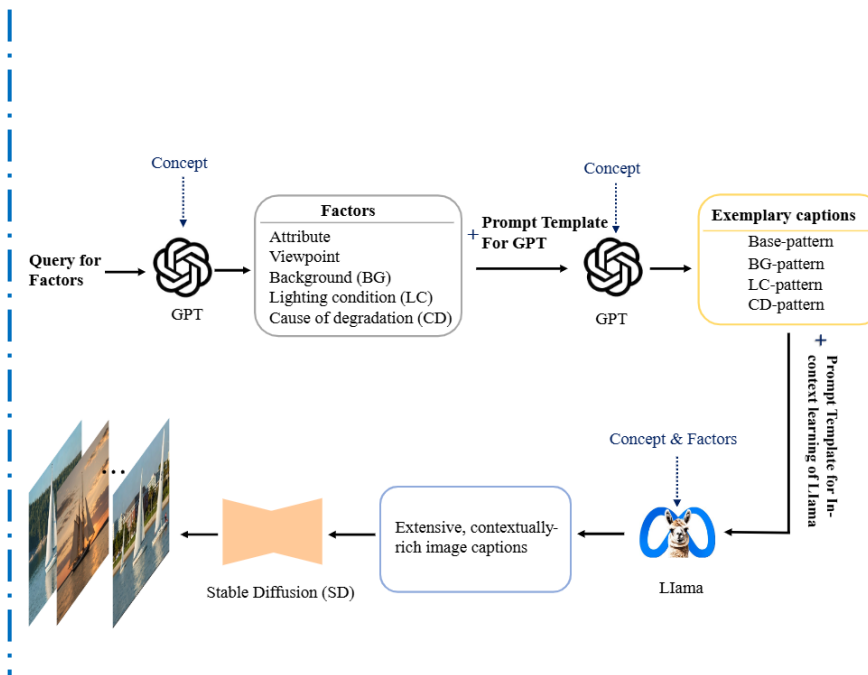 Concept
Query for
Factors
GPT
Factors
Attribute
Viewpoint
Background (BG)
Lighting condition (LC)
Cause of degradation (CD)
+
Prompt Template
For GPT
Concept
GPT
Exemplary captions
Base-pattern
BG-pattern
LC-pattern
CD-pattern
+
Prompt Template for In-
context learning of LIama
Concept & Factors
LIama
Extensive, contextually-
rich image captions
Stable Diffusion (SD)
...